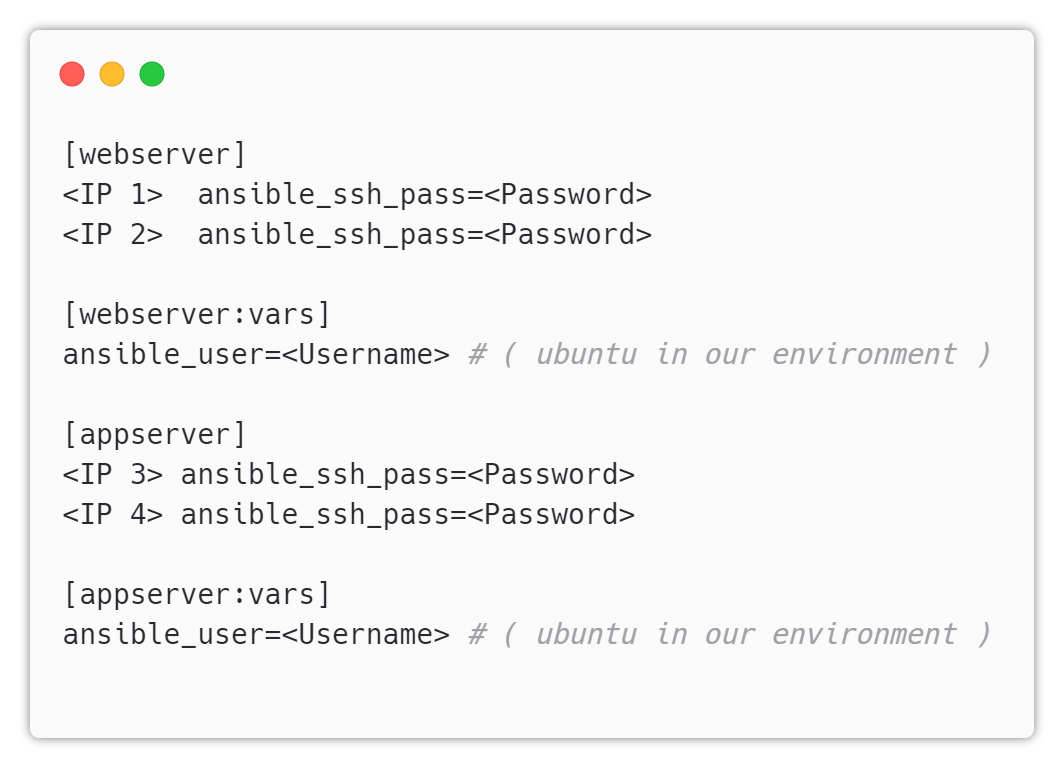 [webserver]
<IP 1>  ansible_ssh_pass=<Password>
<IP 2>  ansible_ssh_pass=<Password>
[webserver:vars]
ansible_user=<Username> # ( ubuntu in our environment )
[appserver]
<IP 3> ansible_ssh_pass=<Password>
<IP 4> ansible_ssh_pass=<Password>
[appserver:vars]
ansible_user=<Username> # ( ubuntu in our environment )